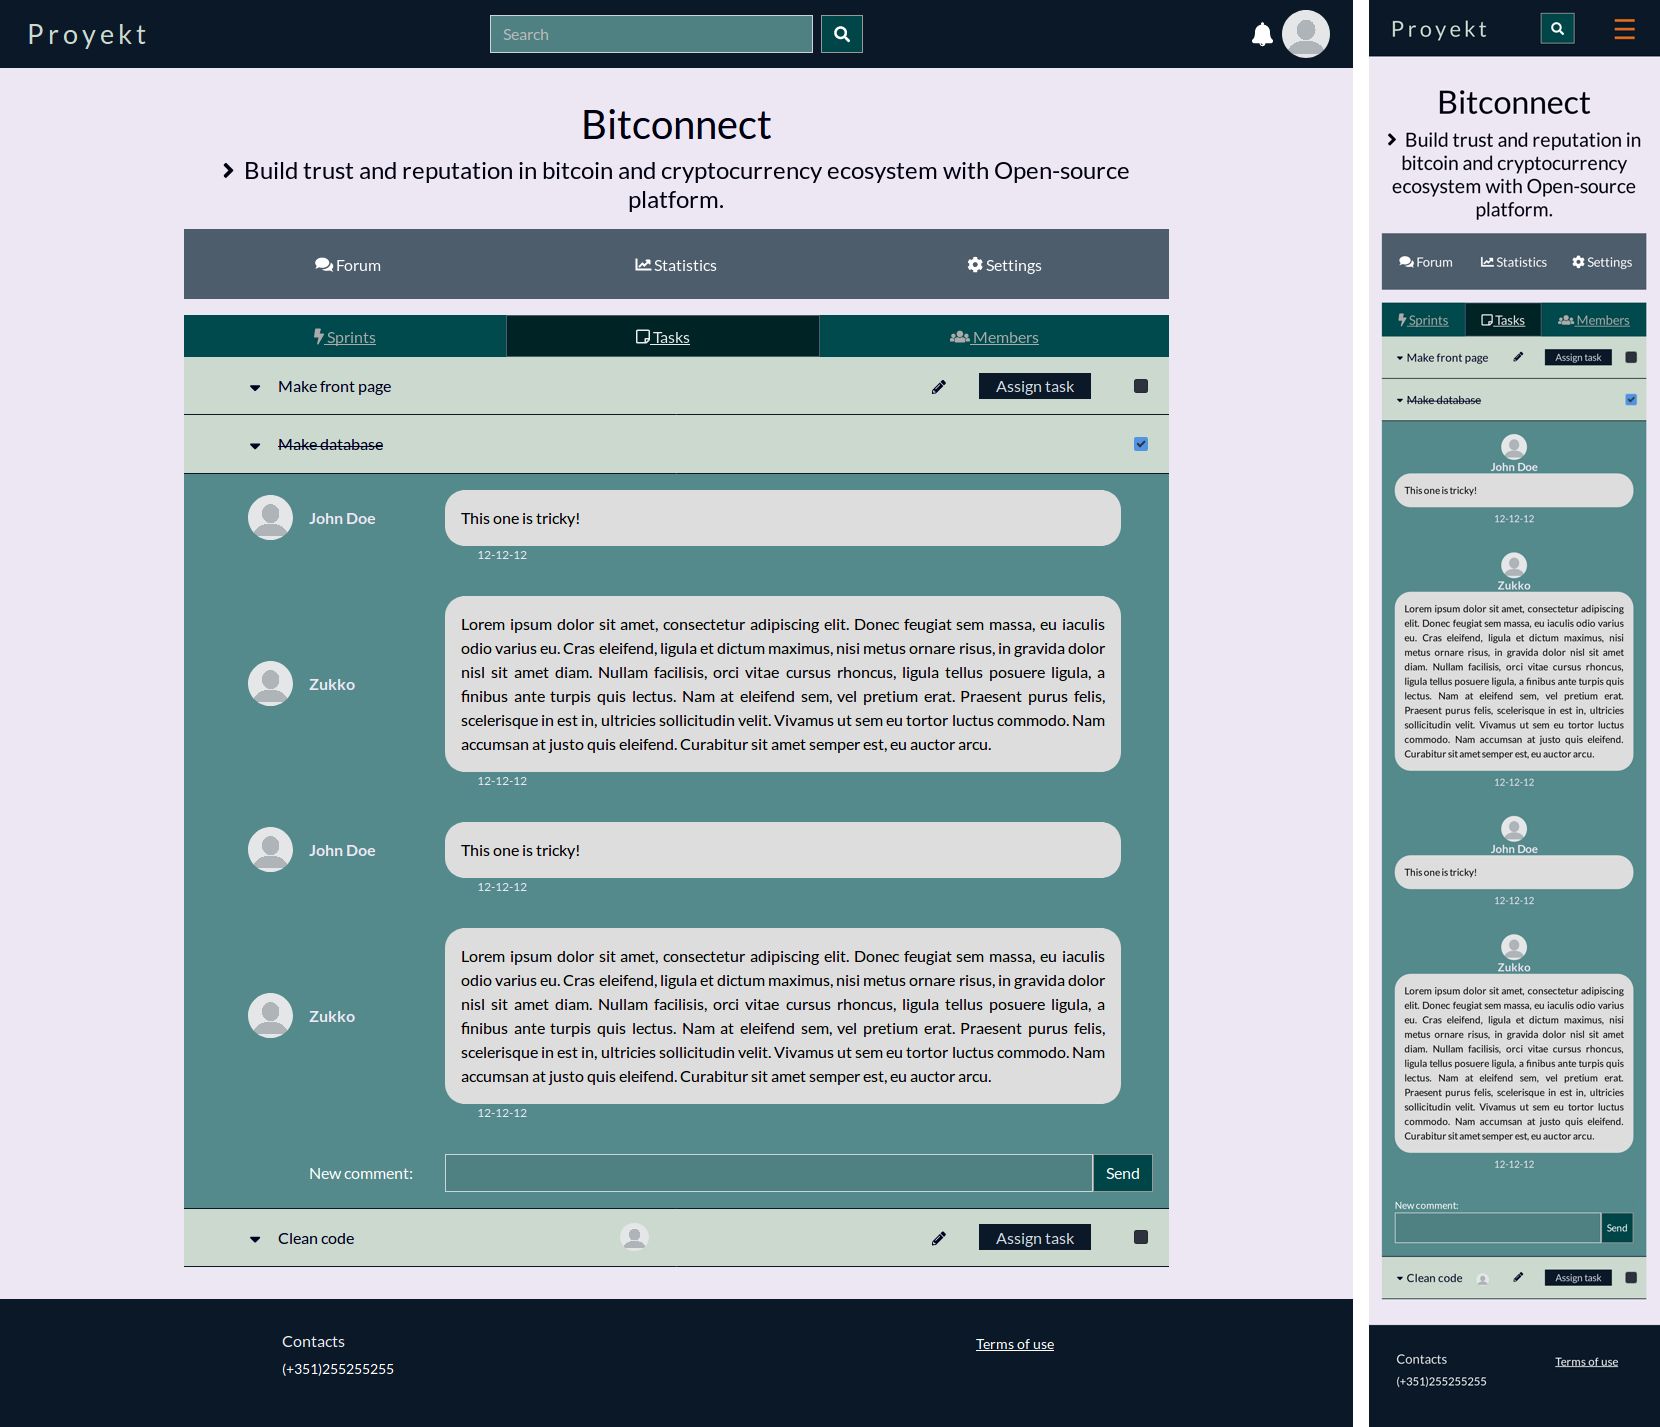 Proyekt
Search
Bitconnect
Build trust and reputation in bitcoin and cryptocurrency ecosystem with Open-source
platform.
Forum
Statistics
Settings
Sprints
Tasks
Members
Make front page
Assign task
Make database
John Doe
This one is tricky!
12-12-12
Zukko
Lorem ipsum dolor sit amet, consectetur adipiscing elit. Donec feugiat sem massa, eu iaculis
odio varius eu. Cras eleifend, ligula et dictum maximus, nisi metus ornare risus, in gravida dolor
nisl sit amet diam. Nullam facilisis, orci vitae cursus rhoncus, ligula tellus posuere ligula, a
finibus ante turpis quis lectus. Nam at eleifend sem, vel pretium erat. Praesent purus felis,
scelerisque in est in, ultricies sollicitudin velit. Vivamus ut sem eu tortor luctus commodo. Nam
accumsan at justo quis eleifend. Curabitur sit amet semper est, eu auctor arcu.
12-12-12
John Doe
This one is tricky!
12-12-12
Zukko
Lorem ipsum dolor sit amet, consectetur adipiscing elit. Donec feugiat sem massa, eu iaculis
odio varius eu. Cras eleifend, ligula et dictum maximus, nisi metus ornare risus, in gravida dolor
nisl sit amet diam. Nullam facilisis, orci vitae cursus rhoncus, ligula tellus posuere ligula, a
finibus ante turpis quis lectus. Nam at eleifend sem, vel pretium erat. Praesent purus felis,
scelerisque in est in, ultricies sollicitudin velit. Vivamus ut sem eu tortor luctus commodo. Nam
accumsan at justo quis eleifend. Curabitur sit amet semper est, eu auctor arcu.
12-12-12
New comment:
Send
Clean code
Assign task
Contacts
(+351)255255255
Terms of use
Proyekt
Bitconnect
Build trust and reputation in
bitcoin and cryptocurrency
ecosystem with Open-source
platform.
Forum
Statistics
Settings
Sprints
Tasks
Members
Make front page
Assign task
Make database
John Doe
This one is tricky!
12-12-12
Zukko
Lorem ipsum dolor sit amet, consectetur adipiscing
elit. Donec feugiat sem massa, eu iaculis odio varius
eu. Cras eleifend, ligula et dictum maximus, nisi
metus ornare risus, in gravida dolor nisl sit amet
diam. Nullam facilisis, orci vitae cursus rhoncus,
ligula tellus posuere ligula, a finibus ante turpis quis
lectus. Nam at eleifend sem, vel pretium erat.
Praesent purus felis, scelerisque in est in, ultricies
sollicitudin velit. Vivamus ut sem eu tortor luctus
commodo. Nam accumsan at justo quis eleifend.
Curabitur sit amet semper est, eu auctor arcu.
12-12-12
John Doe
This one is tricky!
12-12-12
Zukko
Lorem ipsum dolor sit amet, consectetur adipiscing
elit. Donec feugiat sem massa, eu iaculis odio varius
eu. Cras eleifend, ligula et dictum maximus, nisi
metus ornare risus, in gravida dolor nisl sit amet
diam. Nullam facilisis, orci vitae cursus rhoncus,
ligula tellus posuere ligula, a finibus ante turpis quis
lectus. Nam at eleifend sem, vel pretium erat.
Praesent purus felis, scelerisque in est in, ultricies
sollicitudin velit. Vivamus ut sem eu tortor luctus
commodo. Nam accumsan at justo quis eleifend.
Curabitur sit amet semper est, eu auctor arcu.
12-12-12
New comment:
Send
Clean code
Assign task
Contacts
(+351)255255255
Terms of use